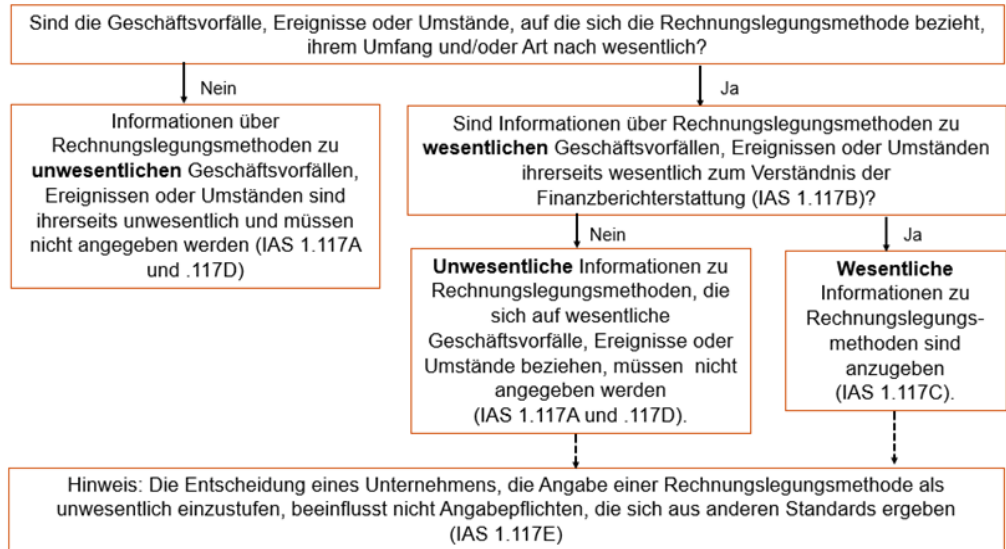 Sind die Geschäftsvorfälle, Ereignisse oder Umstände, auf die sich die Rechnungslegungsmethode bezieht,
ihrem Umfang und/oder Art nach wesentlich?
Nein
Ja
Informationen über
Rechnungslegungsmethoden zu
unwesentlichen Geschäftsvorfällen,
Ereignissen oder Umständen sind
ihrerseits unwesentlich und müssen
nicht angegeben werden (IAS 1.117A
und .117D)
Sind Informationen über Rechnungslegungsmethoden zu
wesentlichen Geschäftsvorfällen, Ereignissen oder Umständen
ihrerseits wesentlich zum Verständnis der
Finanzberichterstattung (IAS 1.117B)?
Nein
Ja
Unwesentliche Informationen zu
Rechnungslegungsmethoden, die
sich auf wesentliche
Geschäftsvorfälle, Ereignisse oder
Umstände beziehen, müssen nicht
angegeben werden
(IAS 1.117A und .117D).
Wesentliche
Informationen zu
Rechnungslegungs-
methoden sind
anzugeben
(IAS 1.117C).
Hinweis: Die Entscheidung eines Unternehmens, die Angabe einer Rechnungslegungsmethode als
unwesentlich einzustufen, beeinflusst nicht Angabepflichten, die sich aus anderen Standards ergeben
(IAS 1.117E)